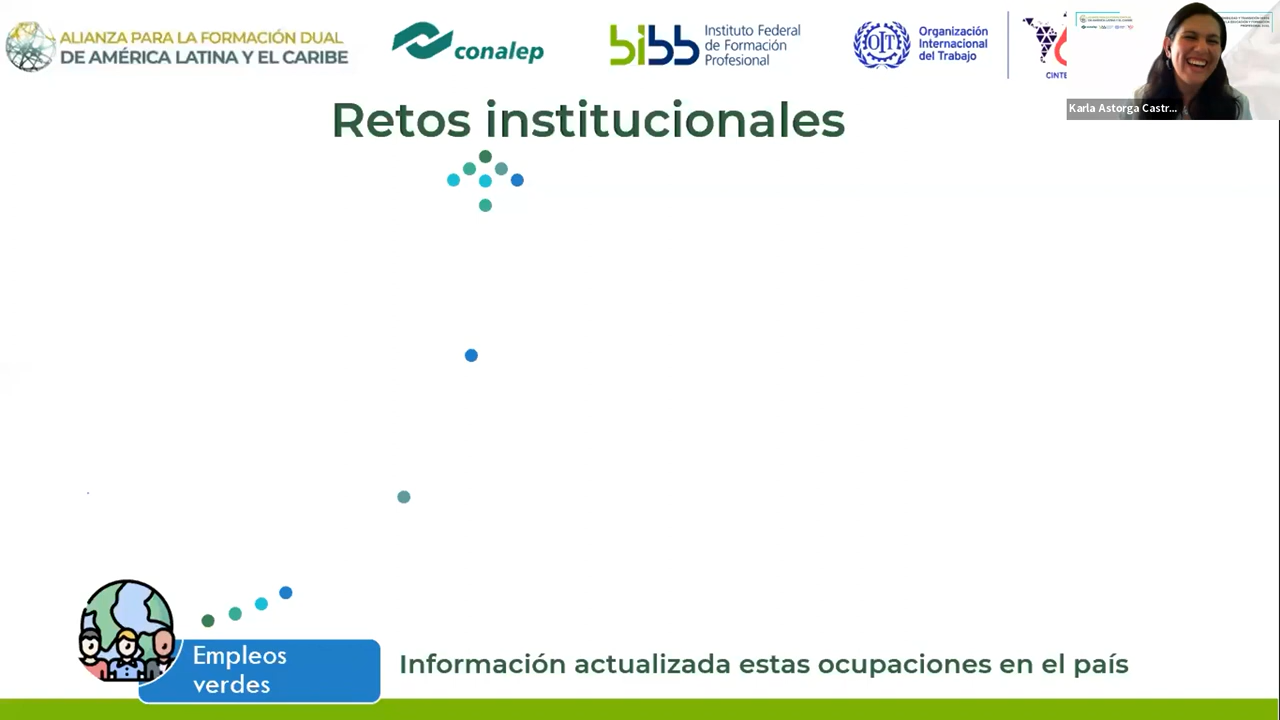 ALIANZA PARA LA FORMACIÓN DUAL
DE AMÉRICA LATINA Y EL CARIBE
conalep
bibb
Instituto Federal
de Formación
Profesional
OIT
Organización
Internacional
del Trabajo
CINTE
Karla Astorga Castr...
Retos institucionales
Empleos
verdes
Información actualizada estas ocupaciones en el país